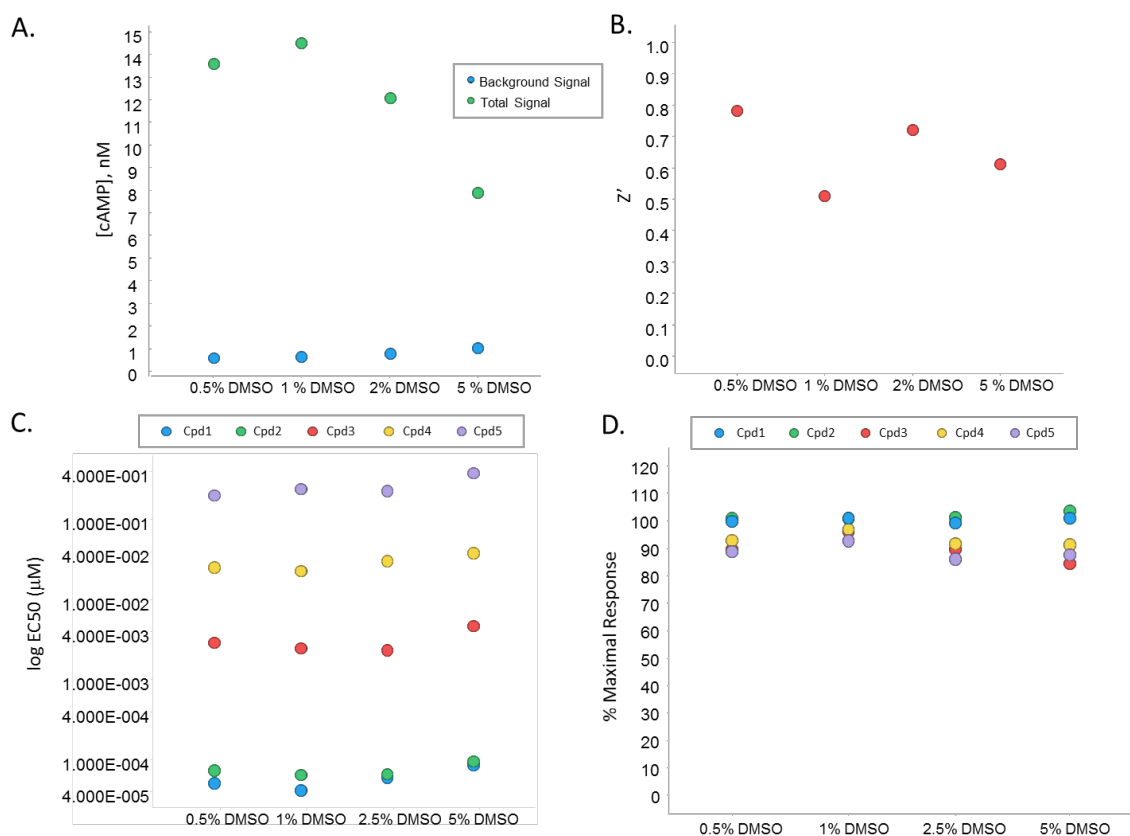 A.
15
14
13
12
11
10
9
8
7
6
5
4
3
2
1
0
[cAMP], nM
Background Signal
Total Signal
0.5% DMSO 1% DMSO 2% DMSO 5 % DMSO
B.
1.0
0.9
0.8
0.7
0.6
0.5
0.4
0.3
0.2
0.1
0.0
Z'
0.5% DMSO 1 % DMSO 2% DMSO 5 % DMSO
C.
Cpd1 Cpd2 Cpd3 Cpd4 Cpd5
4.000E-001
1.000E-001
4.000E-002
1.000E-002
4.000E-003
1.000E-003
4.000E-004
1.000E-004
4.000E-005
log EC50 (μM)
0.5% DMSO 1% DMSO 2.5% DMSO 5% DMSO
D.
Cpd1 Cpd2 Cpd3 Cpd4 Cpd5
120
110
100
90
80
70
60
50
40
30
20
10
0
% Maximal Response
0.5% DMSO 1% DMSO 2.5% DMSO 5% DMSO